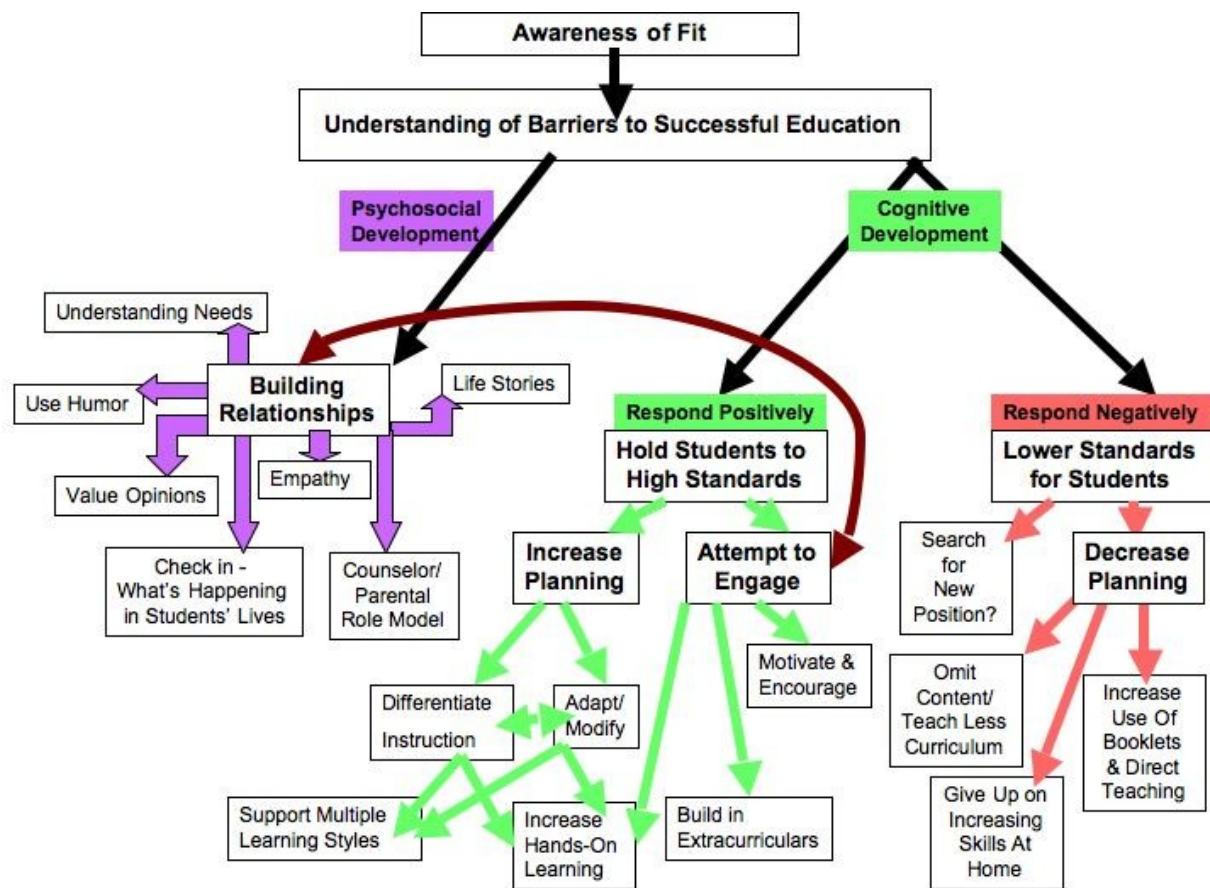 Awareness of Fit
Understanding of Barriers to Successful Education
Psychosocial
Development
Cognitive
Development
Understanding Needs
Use Humor
Building
Relationships
Life Stories
Value Opinions
Empathy
Check in -
What's Happening
in Students' Lives
Counselor/
Parental
Role Model
Respond Positively
Hold Students to
High Standards
Increase
Planning
Attempt to
Engage
Differentiate
Instruction
Adapt/
Modify
Motivate &
Encourage
Support Multiple
Learning Styles
Increase
Hands-On
Learning
Build in
Extracurriculars
Respond Negatively
Lower Standards
for Students
Search
for
New
Position?
Decrease
Planning
Omit
Content/
Teach Less
Curriculum
Increase
Use Of
Booklets
& Direct
Teaching
Give Up on
Increasing
Skills At
Home